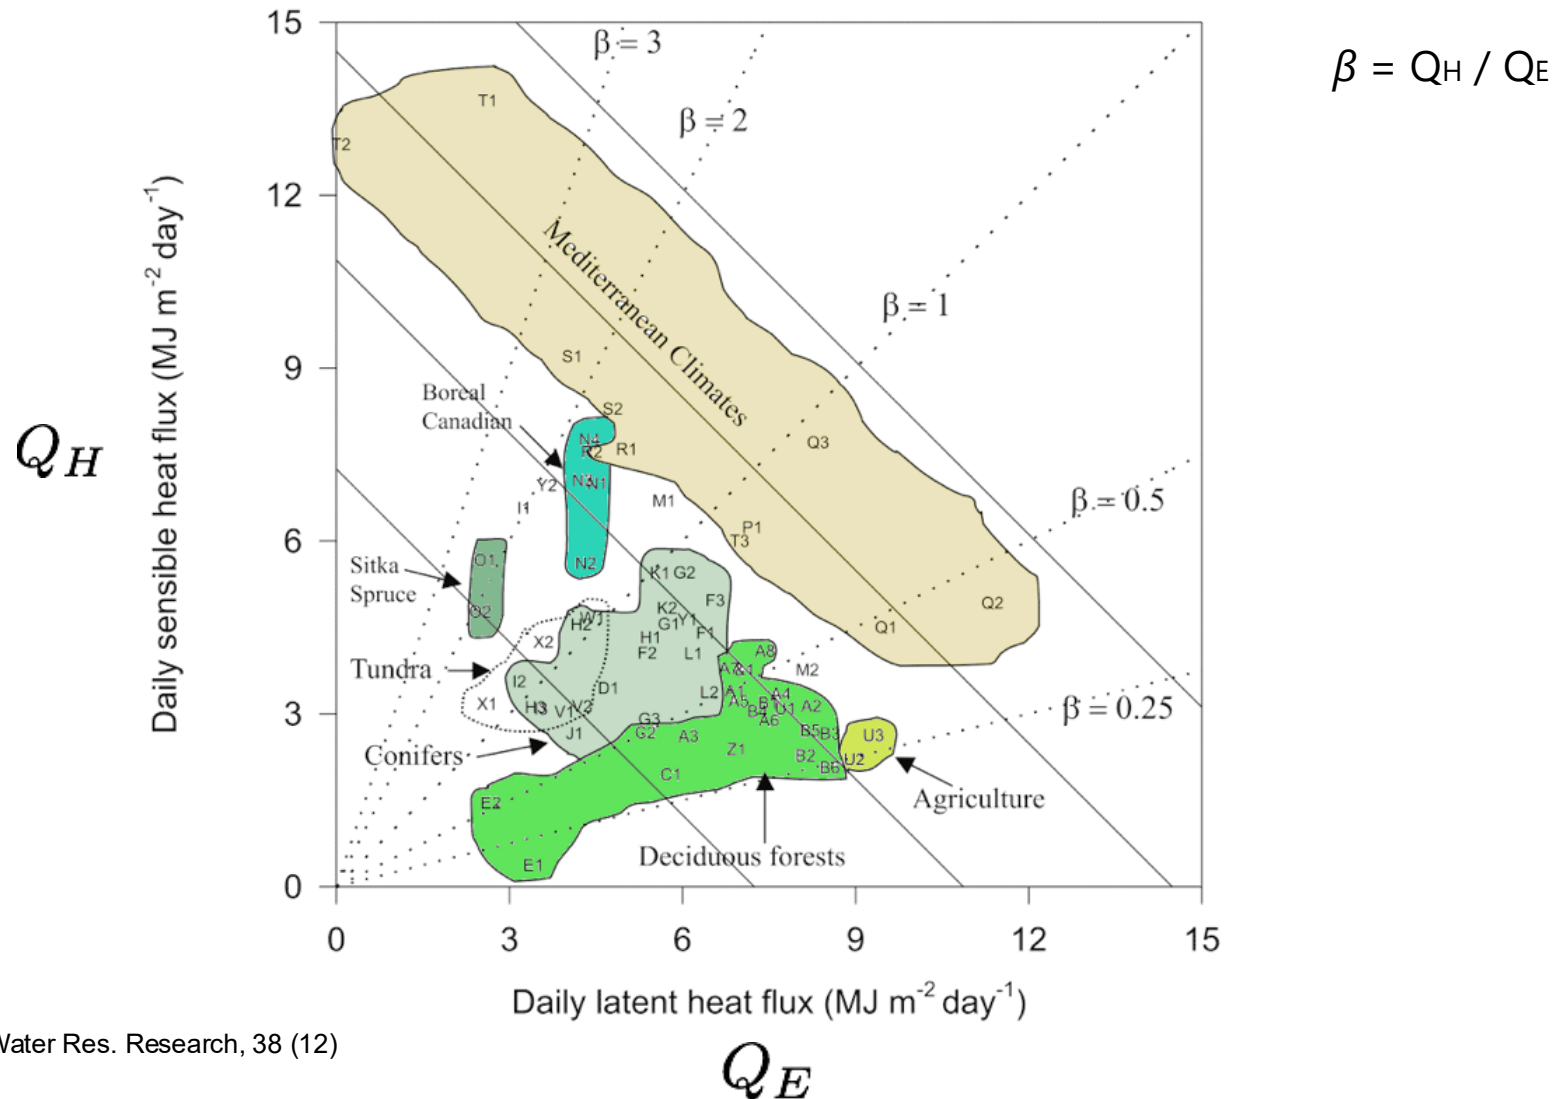 15
β = 3
β = QH / QE
T1
β = 2
T2
12
Mediterranean Climates
β = 1
9
S1
Boreal
Canadian
S2
QH
Daily sensible heat flux (MJ m-2 day-1)
N4
R2
R1
Q3
Y2
N3
N1
I1
M1
β = 0.5
P1
T3
6
Sitka
Spruce
O1
N2
K1
G2
O2
F3
Q2
K2
W1
H2
G1
Y1
Q1
X2
H1
F1
F2
L1
A8
Tundra
A7
M2
I2
D1
L2
A1
A4
X1
H3
V1
V2
A5
B1
U1
A2
β = 0.25
3
G3
B4
A6
J1
G2
A3
B5
B3
U3
Conifers
Z1
B2
U2
C1
B6
Agriculture
E2
Deciduous forests
E1
0
0
3
6
9
12
15
Daily latent heat flux (MJ m-2 day-1)
Water Res. Research, 38 (12)
QE